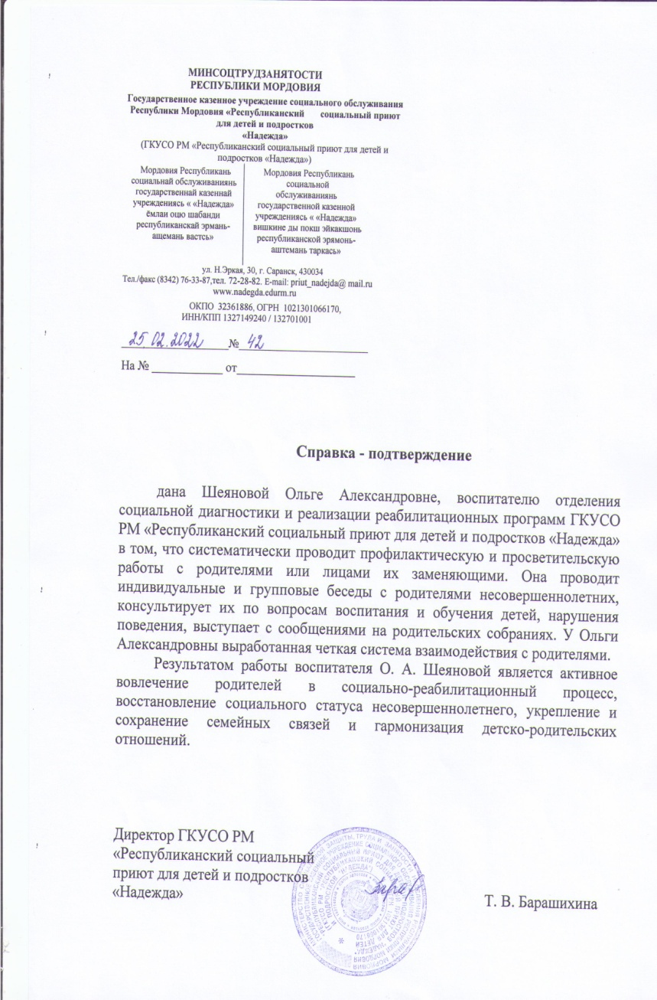 МИНСОЦТРУДЗАНЯТОСТИ
РЕСПУБЛИКИ МОРДОВИЯ
Государственное казенное учреждение социального обслуживания
Республики Мордовия «Республиканский социальный приют
для детей и подростков
«Надежда»
(ГКУСО РМ «Республиканский социальный приют для детей и
подростков «Надежда»)
Мордовия Республикань
социальнай обслуживаниянь
государственнай казеннай
учреждениясь « «Надежда»
ёмлаи оцю шабанди
республиканскай эрмань-
ащемань вастсь»
Мордовия Республикань
социальной
обслуживаниянь
государственной казенной
учреждениясь « «Надежда»
вишкине ды покш эйкакшонь
республиканской эрямонь-
аштемань таркась»
ул. Н.Эркая, 30, г. Саранск, 430034
Тел./факс (8342) 76-33-87,тел. 72-28-82. E-mail: priut_nadejda@ mail.ru
www.nadegda.edurm.ru
ОКПО 32361886, ОГРН 1021301066170,
ИНН/КПП 1327149240 / 132701001
25.02.2022 № 42
На № ____________ от____________________
Справка - подтверждение
дана Шеяновой Ольге Александровне, воспитателю отделения
социальной диагностики и реализации реабилитационных программ ГКУСО
РМ «Республиканский социальный приют для детей и подростков «Надежда»
в том, что систематически проводит профилактическую и просветительскую
работы с родителями или лицами их заменяющими. Она проводит
индивидуальные и групповые беседы с родителями несовершеннолетних,
консультирует их по вопросам воспитания и обучения детей, нарушения
поведения, выступает с сообщениями на родительских собраниях. У Ольги
Александровны выработанная четкая система взаимодействия с родителями.
Результатом работы воспитателя О. А. Шеяновой является активное
вовлечение родителей в социально-реабилитационный процесс,
восстановление социального статуса несовершеннолетнего, укрепление и
сохранение семейных связей и гармонизация детско-родительских
отношений.
Директор ГКУСО РМ
«Республиканский социальный
приют для детей и подростков
«Надежда»
Т. В. Барашихина